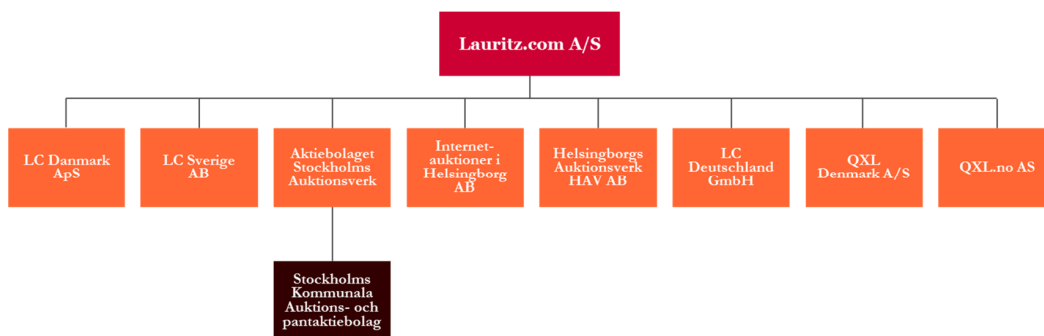 Lauritz.com A/S
LC Danmark
ApS
LC Sverige
AB
Aktiebolaget
Stockholms
Auktionsverk
Internet-
auktioner i
Helsingborg
AB
Helsingborgs
Auktionsverk
HAV AB
LC
Deutschland
GmbH
QXL
Denmark A/S
QXL.no AS
Stockholms
Kommunala
Auktions- och
pantaktiebolag